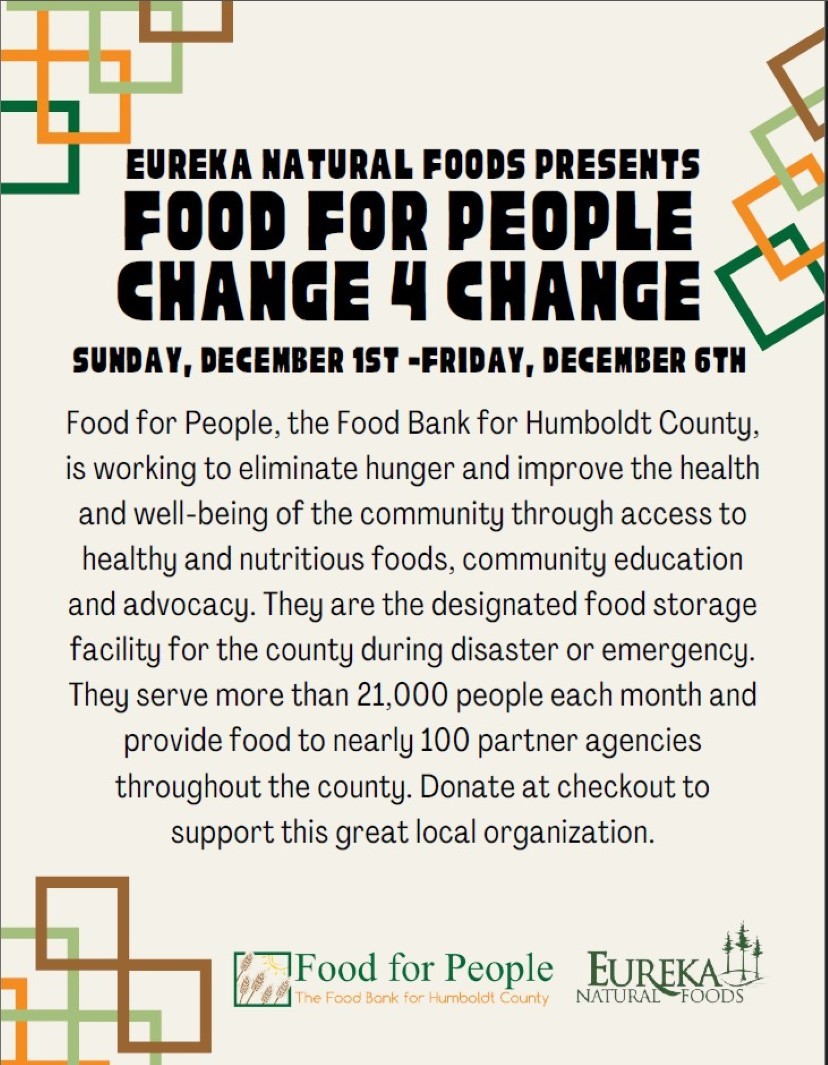 EUREKA NATURAL FOODS PRESENTS
FOOD FOR PEOPLE
CHANGE 4 CHANGE
SUNDAY, DECEMBER 1ST -FRIDAY, DECEMBER 6TH
Food for People, the Food Bank for Humboldt County,
is working to eliminate hunger and improve the health
and well-being of the community through access to
healthy and nutritious foods, community education
and advocacy. They are the designated food storage
facility for the county during disaster or emergency.
They serve more than 21,000 people each month and
provide food to nearly 100 partner agencies
throughout the county. Donate at checkout to
support this great local organization.
Food for People
The Food Bank for Humboldt County
EUREKA
NATURAL FOODS